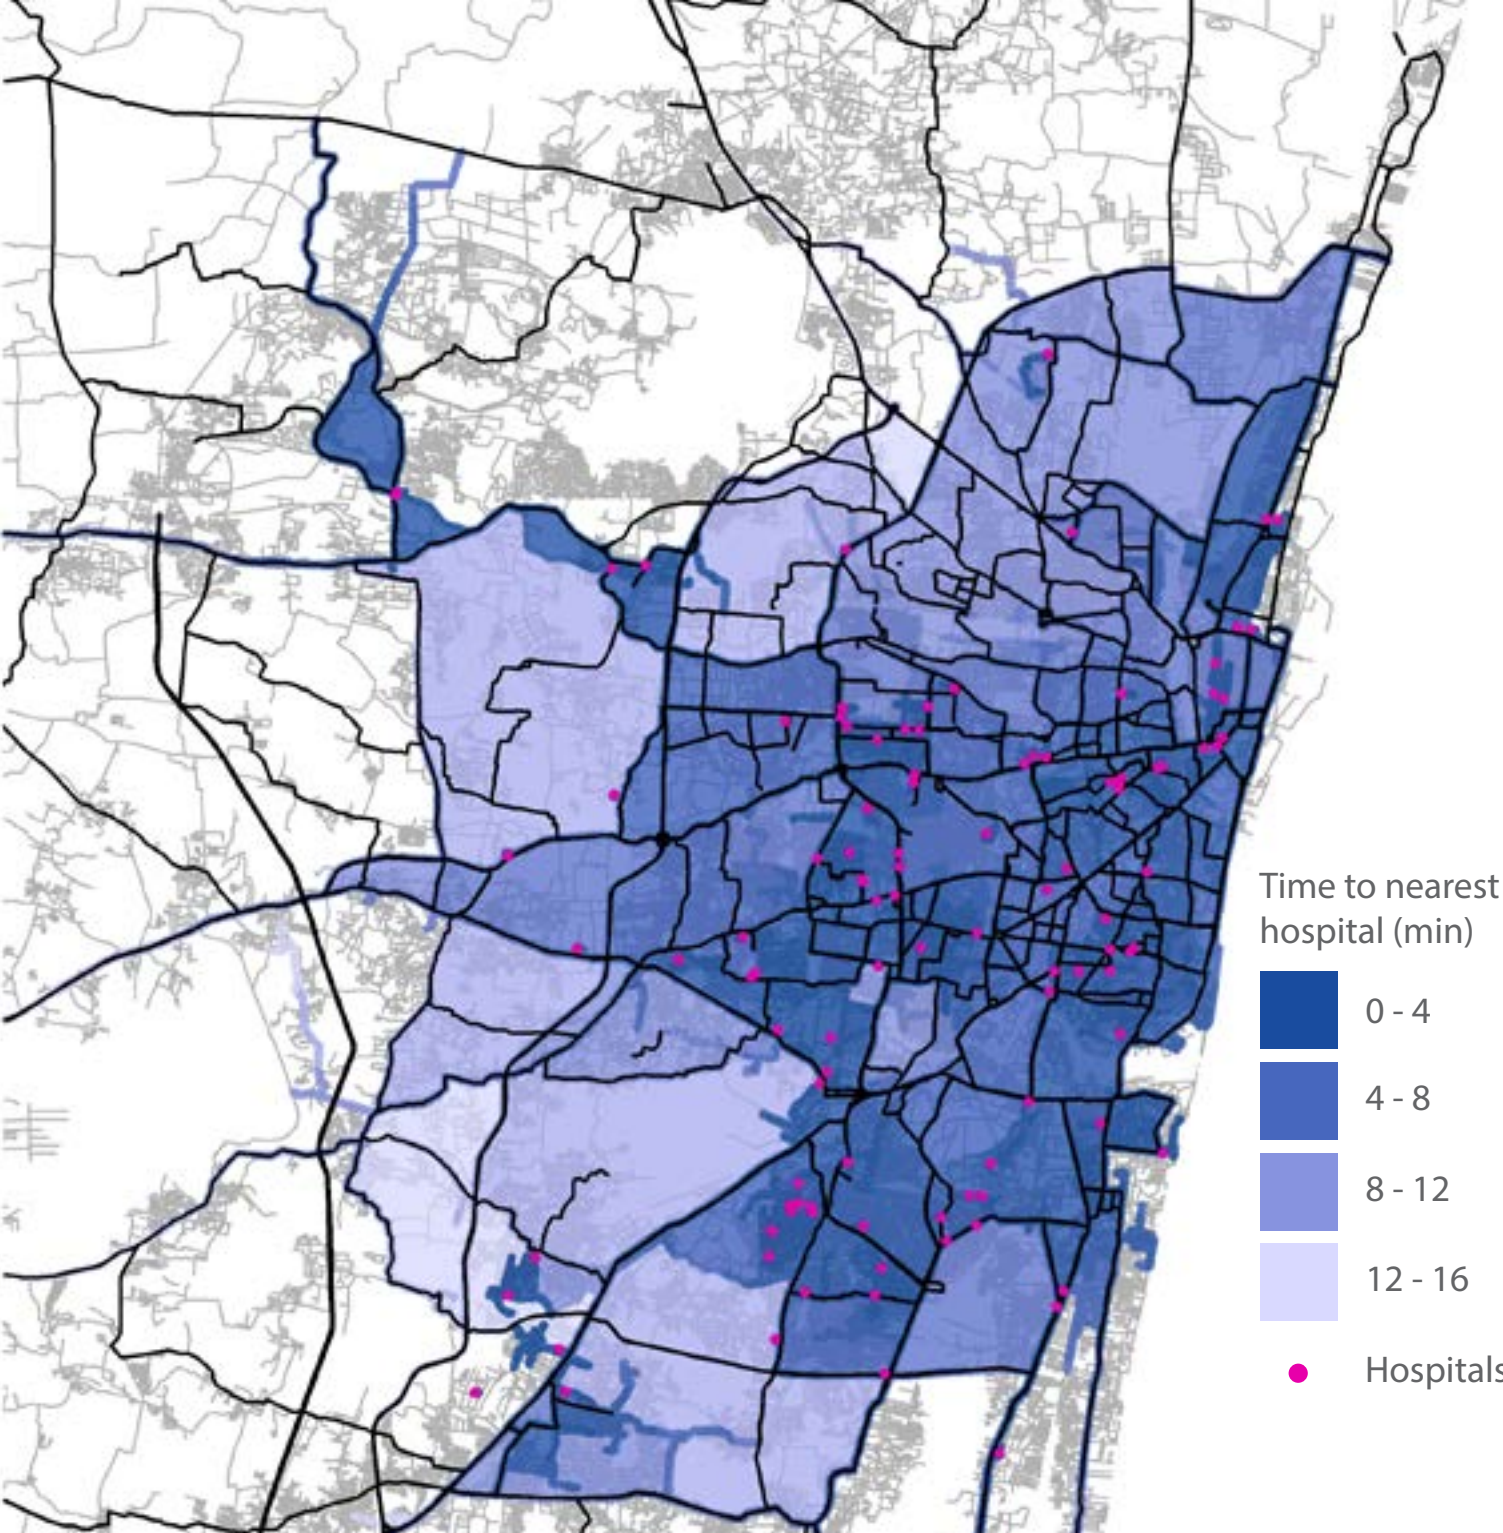 Time to nearest
hospital (min)
0 - 4
4 - 8
8 - 12
12 - 16
Hospitals